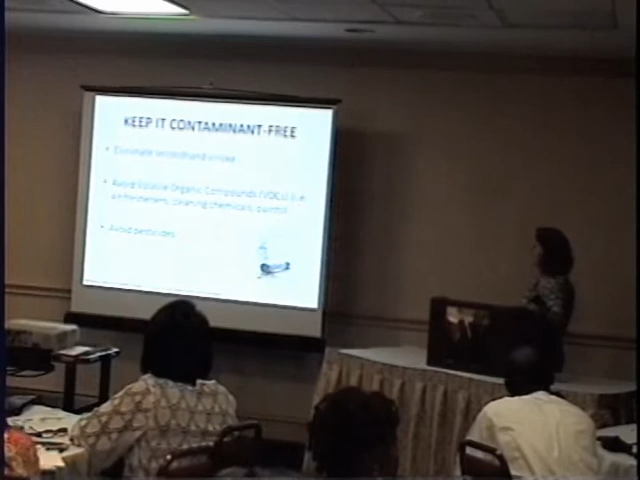 KEEP IT CONTAMINANT-FREE
• Eliminate secondhand smoke
• Avoid Volatile Organic Compounds (VOCs) (i.e.
air fresheners, cleaning chemicals, paints)
• Avoid pesticides